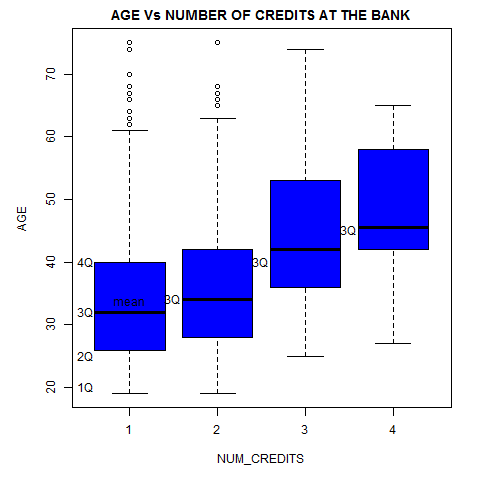 AGE Vs NUMBER OF CREDITS AT THE BANK
70
60
50
40
30
20
AGE
4Q
3Q
2Q
1Q
mean
3Q
3Q
3Q
1 2 3 4
NUM_CREDITS